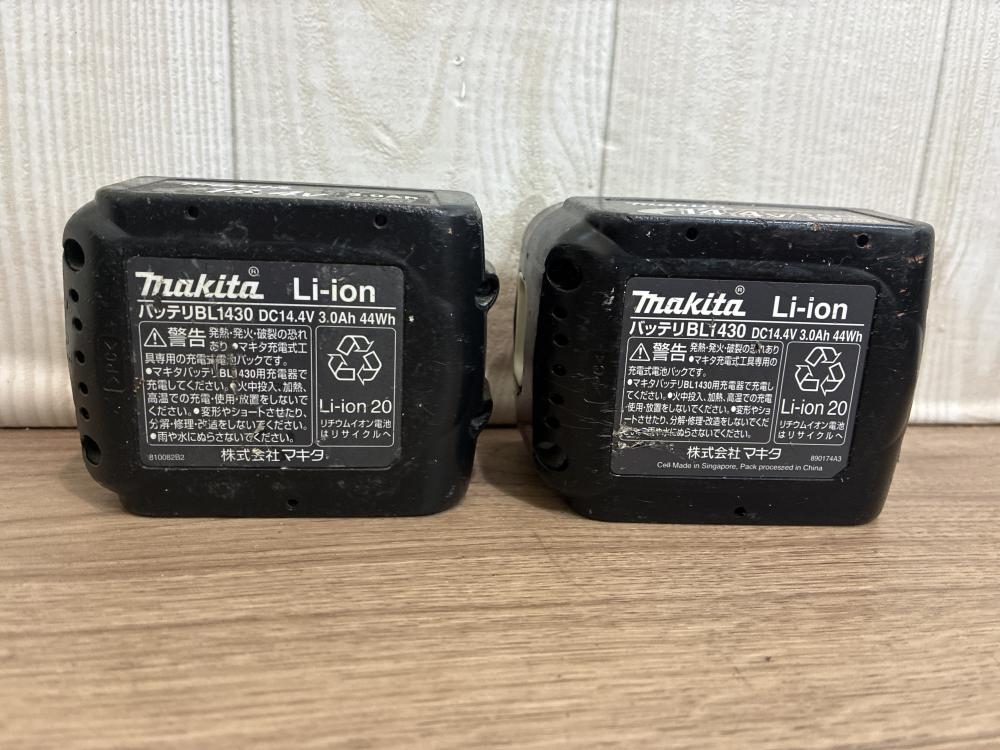 14.4V 3.0Ah
makita® Li-ion
バッテリBL1430 DC14.4V 3.0Ah 44Wh
警告 発熱・発火・破裂の恐れ
あり ●マキタ充電式工
具専用の充電式電池パックです。
●マキタバッテリBL1430用充電器で
充電してください。●火中投入、加熱、
高温での充電・使用・放置をしないで
ください。●変形やショートさせたり、
分解・修理・改造をしないでください。
●雨や水にぬらさないでください。
Li-ion 20
リチウムイオン電池
はリサイクルへ
810082B2
株式会社マキタ
>PC<
14.4V
makita® Li-ion
バッテリBL1430 DC14.4V 3.0Ah 44Wh
警告 発熱・発火・破裂の恐れあり
●マキタ充電式工具専用の
充電式電池パックです。
●マキタバッテリBL1430用充電器で充電し
てください。●火中投入、加熱、高温での充電
・使用・放置をしないでください。●変形やショ
ートさせたり、分解・修理・改造をしないでくだ
さい。●雨や水にぬらさないでください。
Li-ion 20
リチウムイオン電池
はリサイクルへ
株式会社マキタ
890174A3
Cell Made in Singapore, Pack processed in China